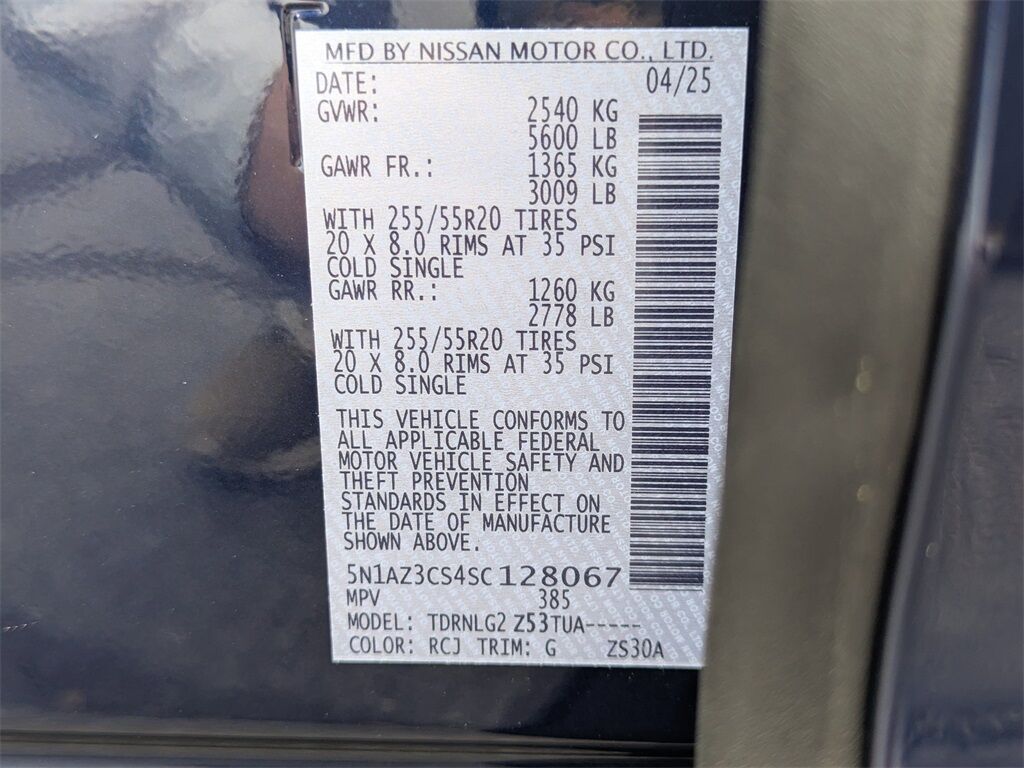 MFD BY NISSAN MOTOR CO., LTD.
DATE: 04/25
GVWR: 2540 KG
5600 LB
GAWR FR.: 1365 KG
3009 LB
WITH 255/55R20 TIRES
20 X 8.0 RIMS AT 35 PSI
COLD SINGLE
GAWR RR.: 1260 KG
2778 LB
WITH 255/55R20 TIRES
20 X 8.0 RIMS AT 35 PSI
COLD SINGLE
THIS VEHICLE CONFORMS TO
ALL APPLICABLE FEDERAL
MOTOR VEHICLE SAFETY AND
THEFT PREVENTION
STANDARDS IN EFFECT ON
THE DATE OF MANUFACTURE
SHOWN ABOVE.
5N1AZ3CS4SC128067
MPV 385
MODEL: TDRNLG2 Z53TUA-----
COLOR: RCJ TRIM: G ZS30A